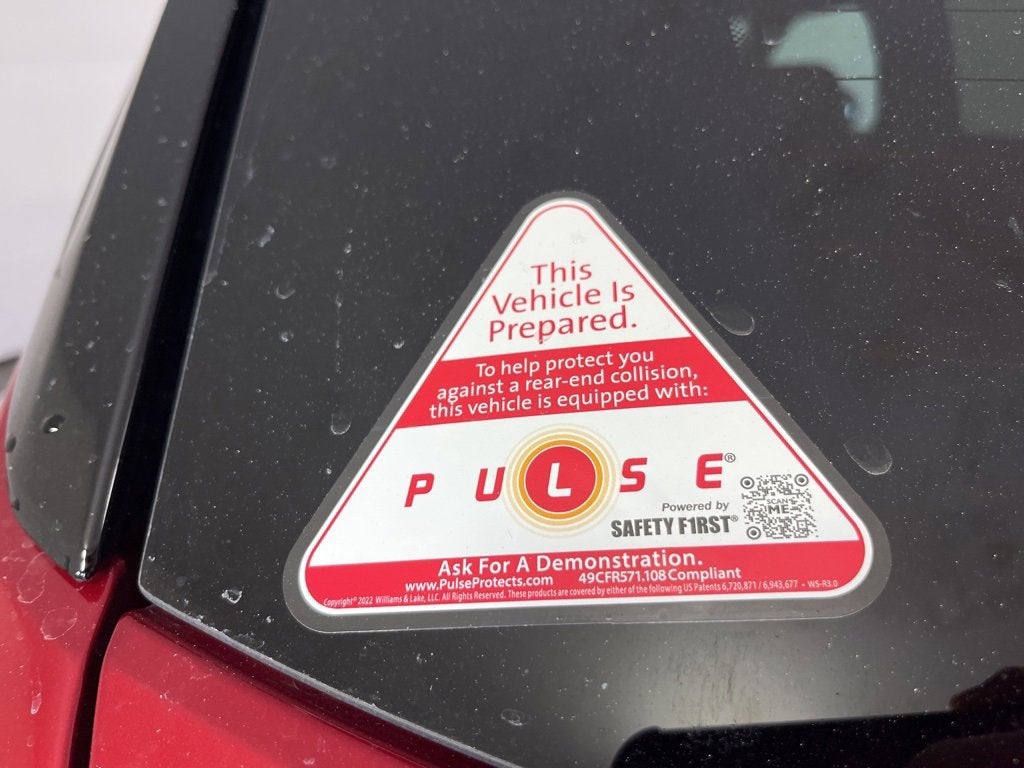 This
Vehicle Is
Prepared.
To help protect you
against a rear-end collision,
this vehicle is equipped with:
PULSE®
Powered by
SAFETY F1RST®
SCAN
ME
Ask For A Demonstration.
www.PulseProtects.com 49CFR571.108 Compliant
Copyright© 2022 Williams & Lake, LLC. All Rights Reserved. These products are covered by either of the following US Patents 6,720,871 / 6,943,677 - WS-R3.0